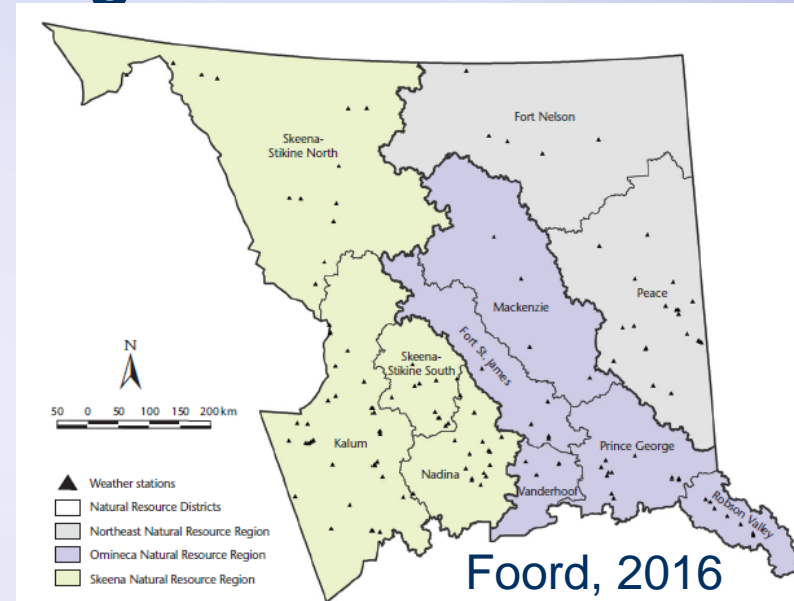 Fort Nelson
Skeena-
Stikine North
Peace
Mackenzie
Fort St. James
N
Skeena-
Stikine South
50 0 50 100 150 200 km
Kalum
Prince George
Nadina
Vanderhoof
Robson Valley
Weather stations
Natural Resource Districts
Northeast Natural Resource Region
Omineca Natural Resource Region
Skeena Natural Resource Region
Foord, 2016